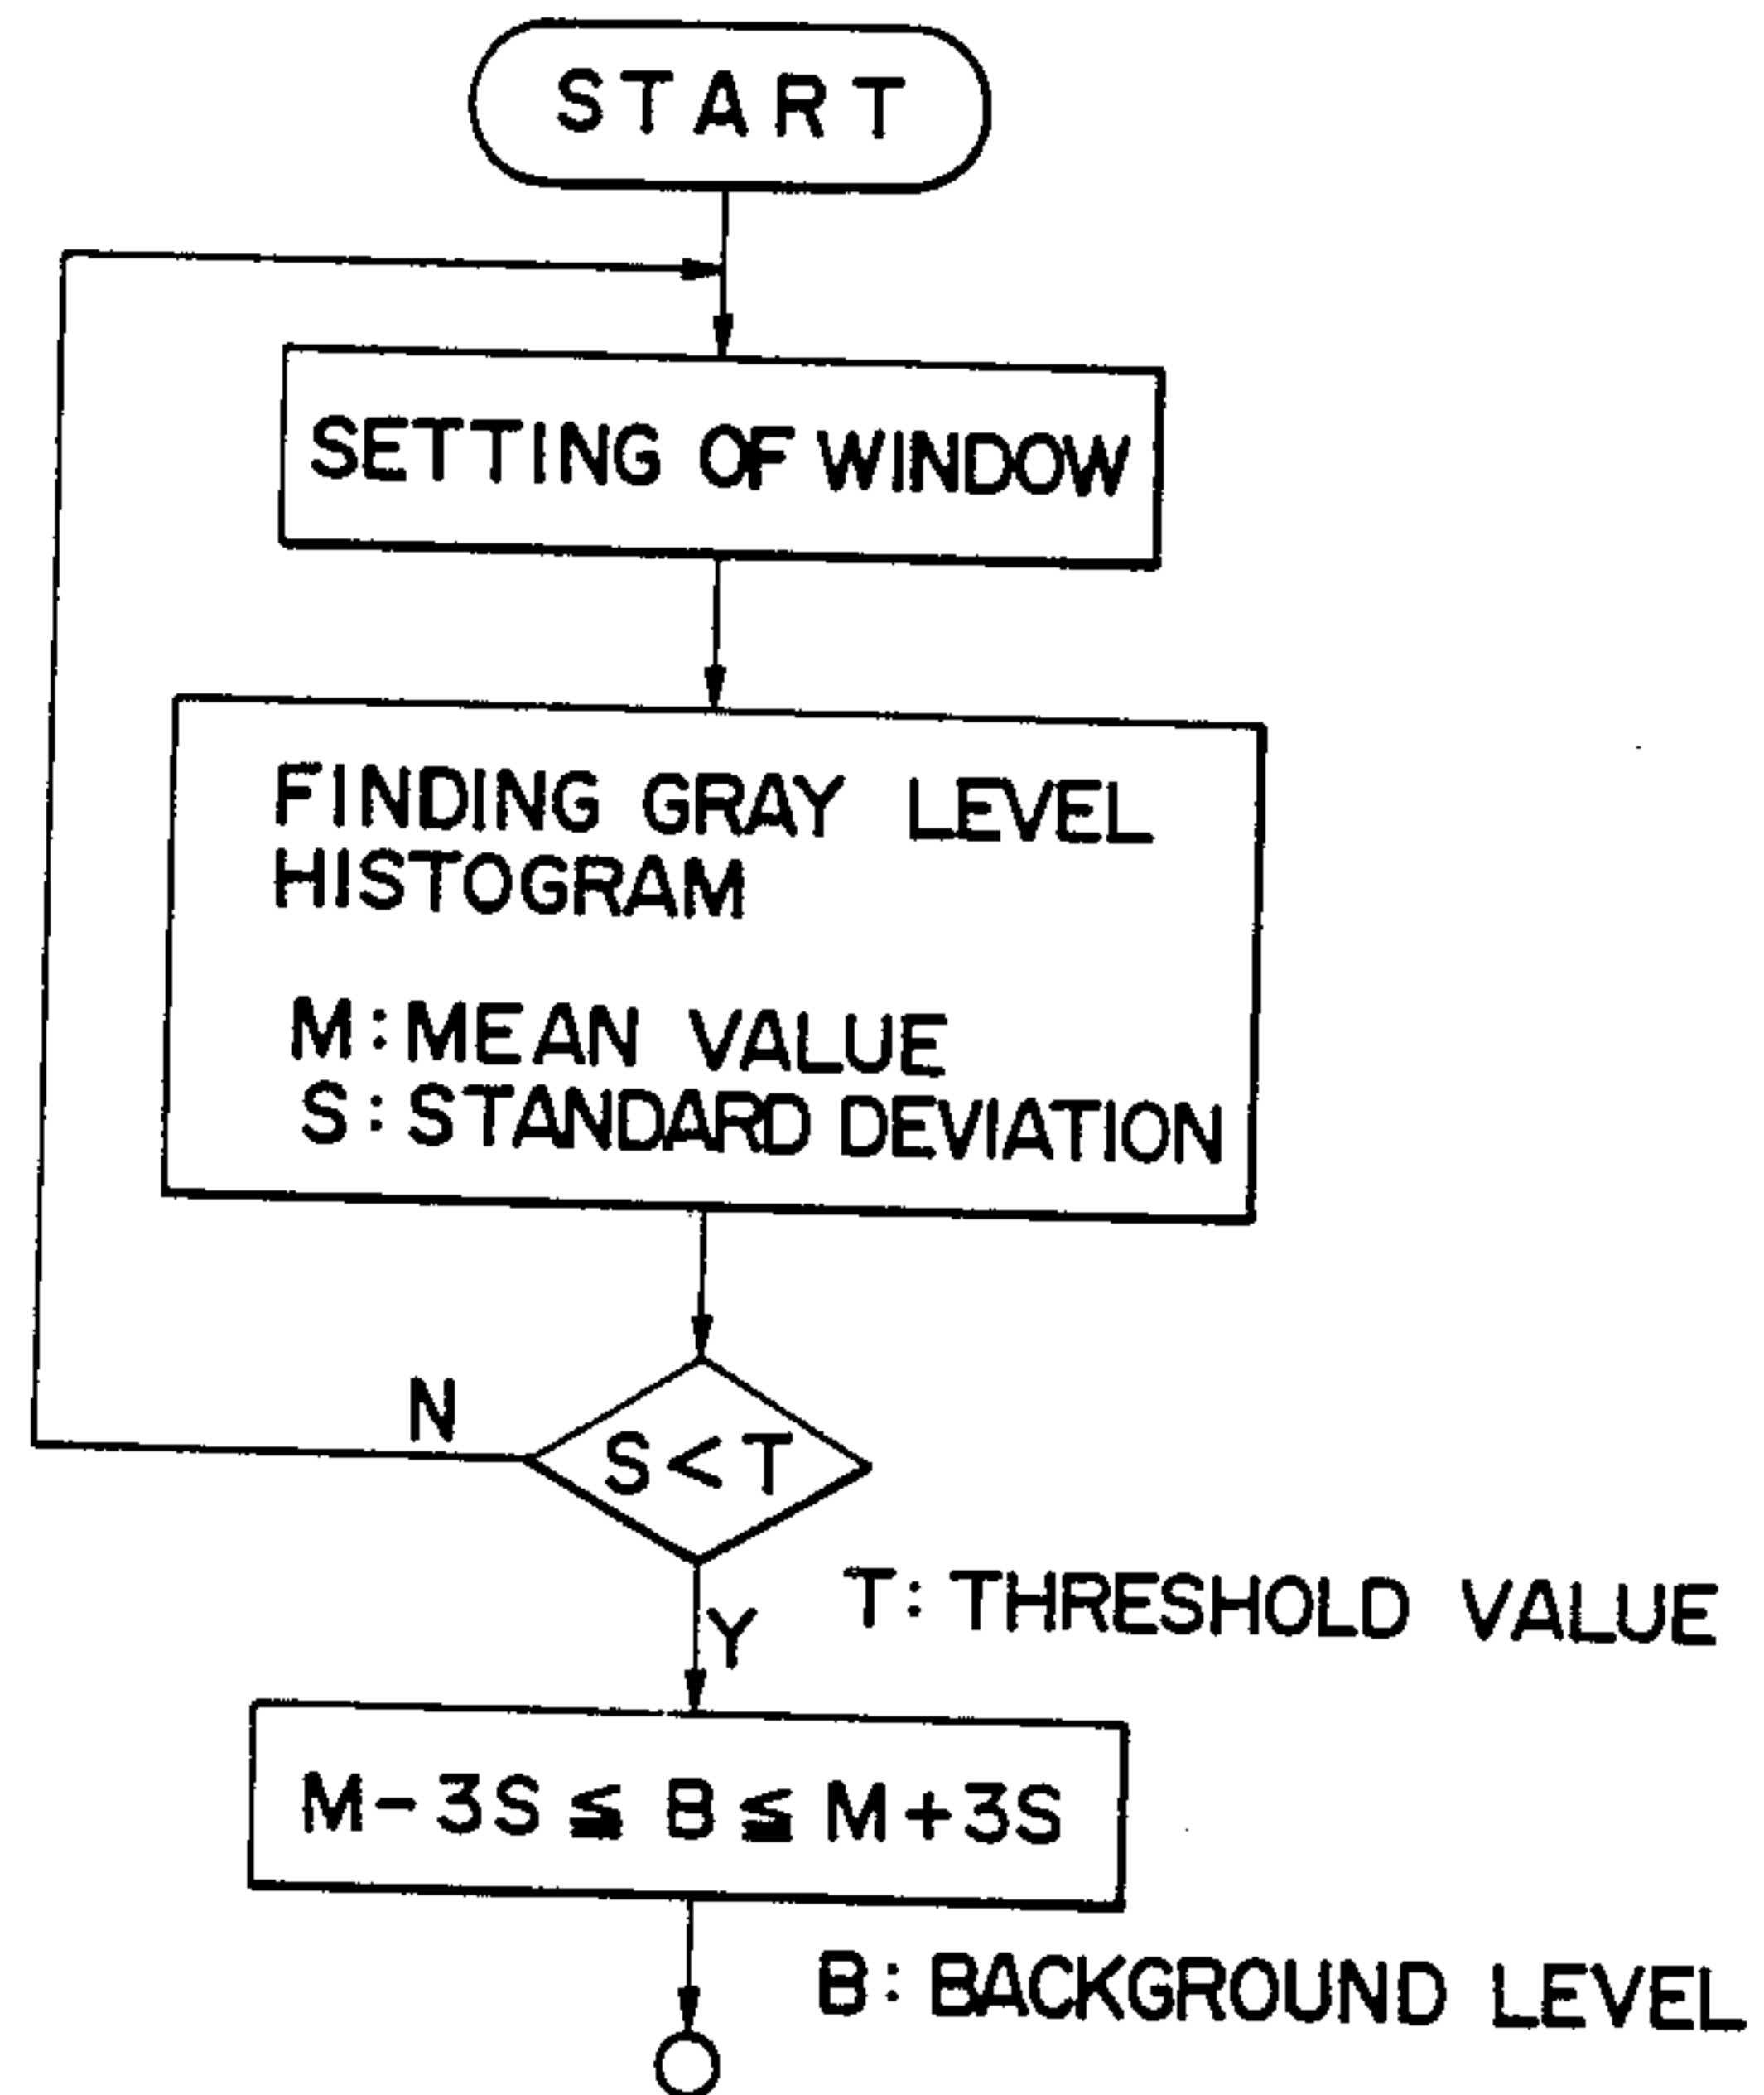 START
SETTING OF WINDOW
FINDING GRAY LEVEL
HISTOGRAM
M: MEAN VALUE
S: STANDARD DEVIATION
N
S<T
T: THRESHOLD VALUE
Y
M-3S ≦ B ≦ M+3S
B: BACKGROUND LEVEL